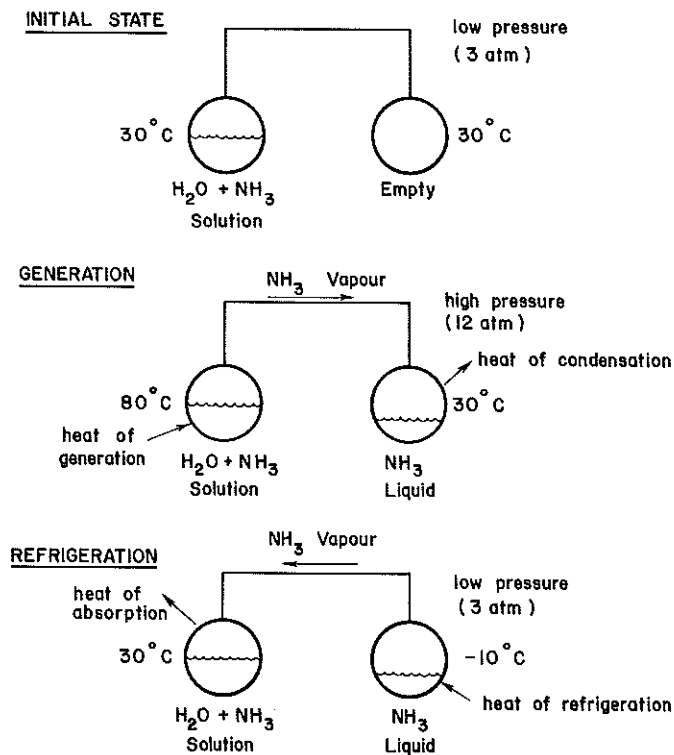 INITIAL STATE
low pressure
(3 atm)
30°C
30°C
H₂O + NH₃
Solution
Empty
GENERATION
NH₃ Vapour
high pressure
(12 atm)
heat of condensation
80°C
30°C
heat of
generation
H₂O + NH₃
Solution
NH₃
Liquid
REFRIGERATION
NH₃ Vapour
heat of
absorption
low pressure
(3 atm)
30°C
-10°C
heat of refrigeration
H₂O + NH₃
Solution
NH₃
Liquid